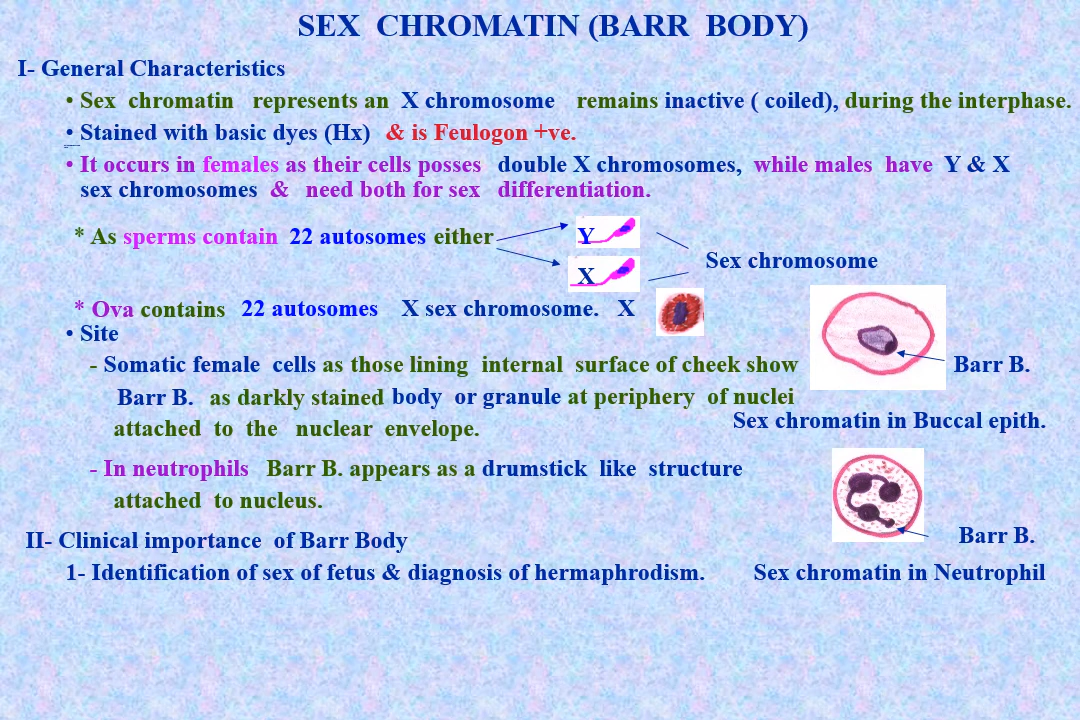 SEX CHROMATIN (BARR BODY)
I- General Characteristics
• Sex chromatin represents an X chromosome remains inactive ( coiled), during the interphase.
• Stained with basic dyes (Hx) & is Feulogon +ve.
• It occurs in females as their cells posses double X chromosomes, while males have Y & X
sex chromosomes & need both for sex differentiation.
* As sperms contain 22 autosomes either
Y
X
Sex chromosome
* Ova contains 22 autosomes X sex chromosome. X
• Site
- Somatic female cells as those lining internal surface of cheek show
Barr B. as darkly stained body or granule at periphery of nuclei
attached to the nuclear envelope.
Barr B.
Sex chromatin in Buccal epith.
- In neutrophils Barr B. appears as a drumstick like structure
attached to nucleus.
Barr B.
Sex chromatin in Neutrophil
II- Clinical importance of Barr Body
1- Identification of sex of fetus & diagnosis of hermaphrodism.